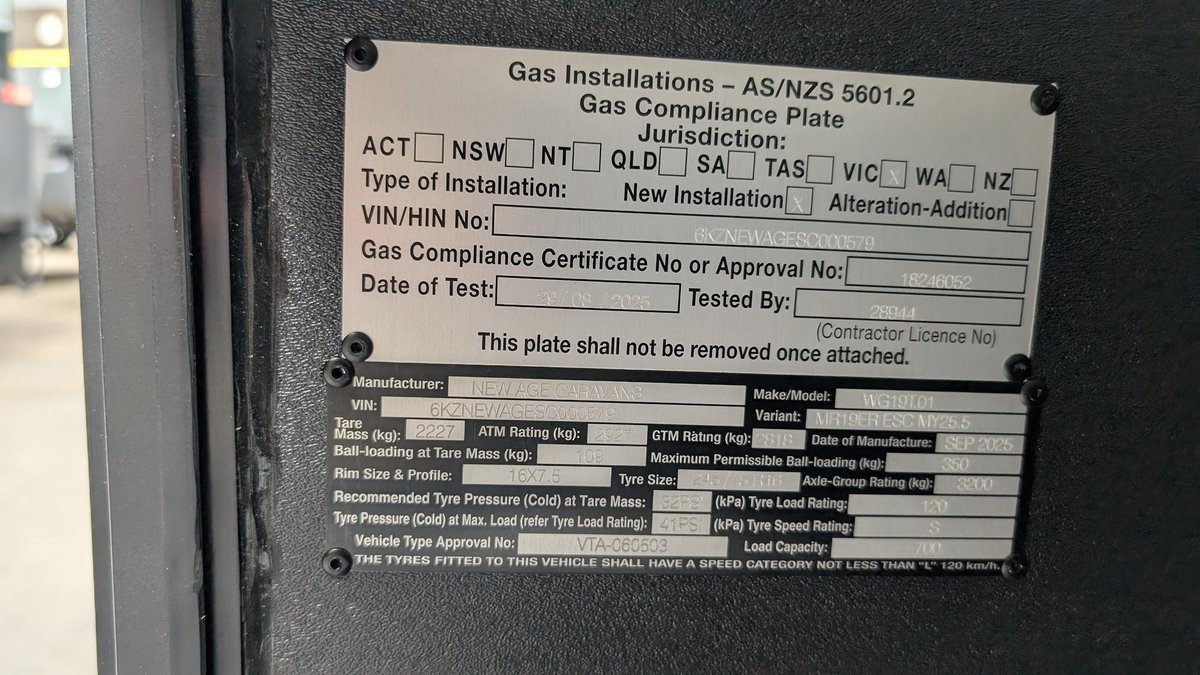 Gas Installations – AS/NZS 5601.2
Gas Compliance Plate
Jurisdiction:
ACT NSW NT QLD SA TAS VIC X WA NZ
Type of Installation: New Installation X Alteration-Addition
VIN/HIN No: 6KZNEWAGESC000579
Gas Compliance Certificate No or Approval No: 18246052
Date of Test: 29 / 08 / 2025 Tested By: 28944
(Contractor Licence No)
This plate shall not be removed once attached.
Manufacturer: NEW AGE CARAVANS Make/Model: WG19T01
VIN: 6KZNEWAGESC000579 Variant: MR19ER ESC MY25.5
Tare Mass (kg): 2227 ATM Rating (kg): 2927 GTM Rating (kg): Date of Manufacture: SEP 2025
Ball-loading at Tare Mass (kg): 109 Maximum Permissible Ball-loading (kg): 350
Rim Size & Profile: 16X7.5 Tyre Size: Axle-Group Rating (kg): 3200
Recommended Tyre Pressure (Cold) at Tare Mass: 32PS (kPa) Tyre Load Rating: 120
Tyre Pressure (Cold) at Max. Load (refer Tyre Load Rating): 41PS (kPa) Tyre Speed Rating: S
Vehicle Type Approval No: VTA-060503 Load Capacity: 700
THE TYRES FITTED TO THIS VEHICLE SHALL HAVE A SPEED CATEGORY NOT LESS THAN "L" 120 km/h.